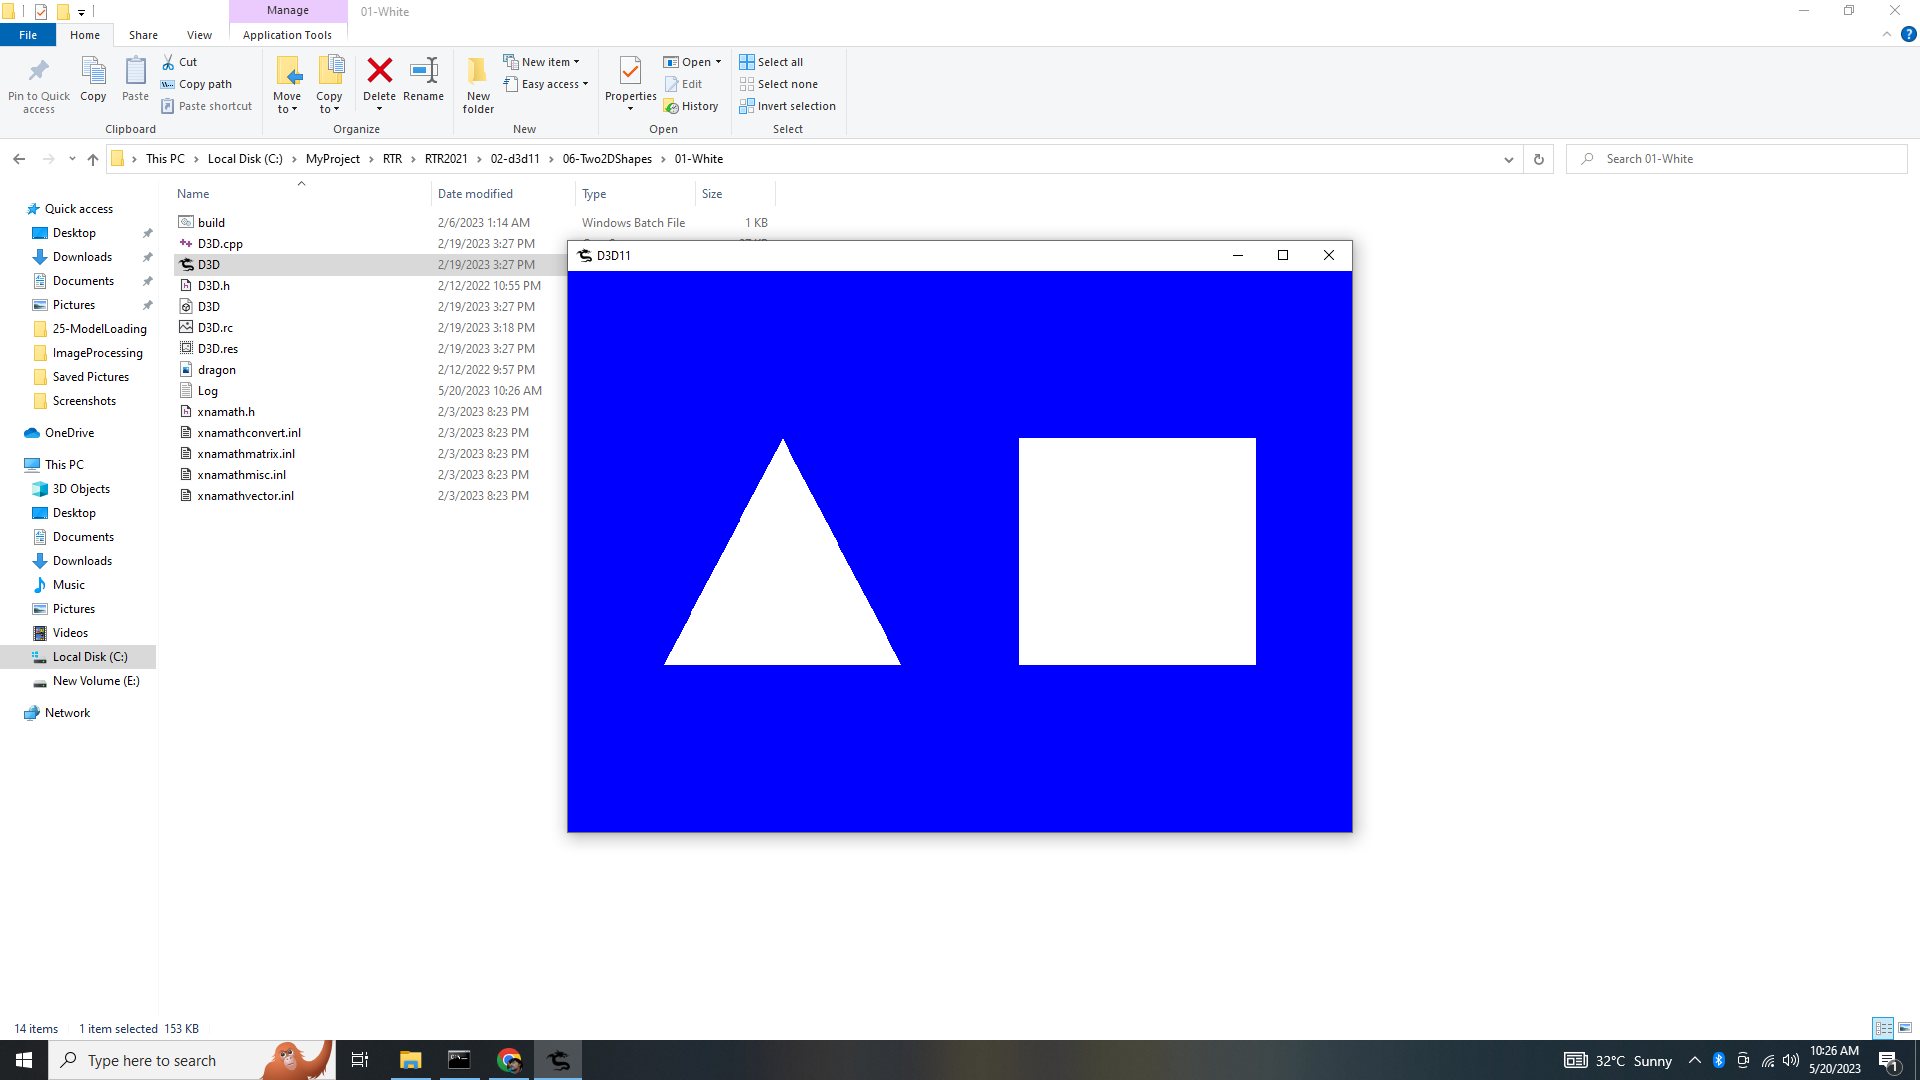 Manage
01-White
File
Home
Share
View
Application Tools
Pin to Quick access
Copy
Paste
Cut
Copy path
Paste shortcut
Clipboard
Move to
Copy to
Delete
Rename
Organize
New folder
New item
Easy access
New
Properties
Open
Edit
History
Open
Select all
Select none
Invert selection
Select
This PC
Local Disk (C:)
MyProject
RTR
RTR2021
02-d3d11
06-Two2DShapes
01-White
Search 01-White
Name
Date modified
Type
Size
build 2/6/2023 1:14 AM Windows Batch File 1 KB
D3D.cpp 2/19/2023 3:27 PM
D3D 2/19/2023 3:27 PM
D3D.h 2/12/2022 10:55 PM
D3D 2/19/2023 3:27 PM
D3D.rc 2/19/2023 3:18 PM
D3D.res 2/19/2023 3:27 PM
dragon 2/12/2022 9:57 PM
Log 5/20/2023 10:26 AM
xnamath.h 2/3/2023 8:23 PM
xnamathconvert.inl 2/3/2023 8:23 PM
xnamathmatrix.inl 2/3/2023 8:23 PM
xnamathmisc.inl 2/3/2023 8:23 PM
xnamathvector.inl 2/3/2023 8:23 PM
Quick access
Desktop
Downloads
Documents
Pictures
25-ModelLoading
ImageProcessing
Saved Pictures
Screenshots
OneDrive
This PC
3D Objects
Desktop
Documents
Downloads
Music
Pictures
Videos
Local Disk (C:)
New Volume (E:)
Network
D3D11
14 items
1 item selected 153 KB
Type here to search
32°C Sunny
10:26 AM
5/20/2023
1